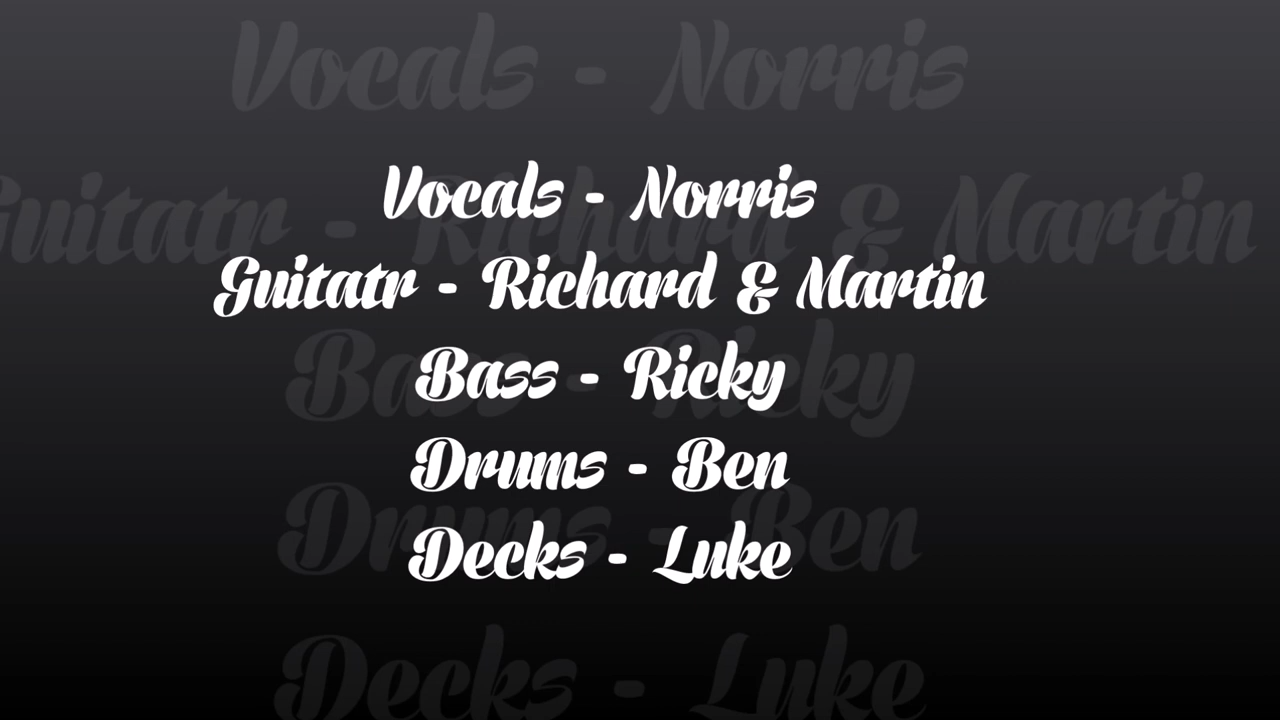 Vocals - Norris
Guitatr - Richard & Martin
Bass - Ricky
Drums - Ben
Decks - Luke